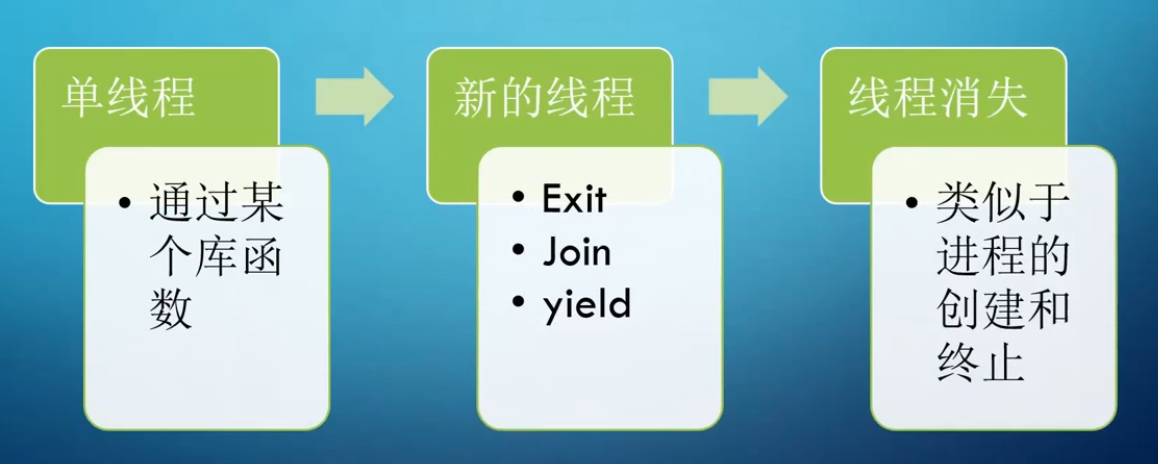 单线程
• 通过某
个库函
数
新的线程
• Exit
• Join
• yield
线程消失
• 类似于
进程的
创建和
终止